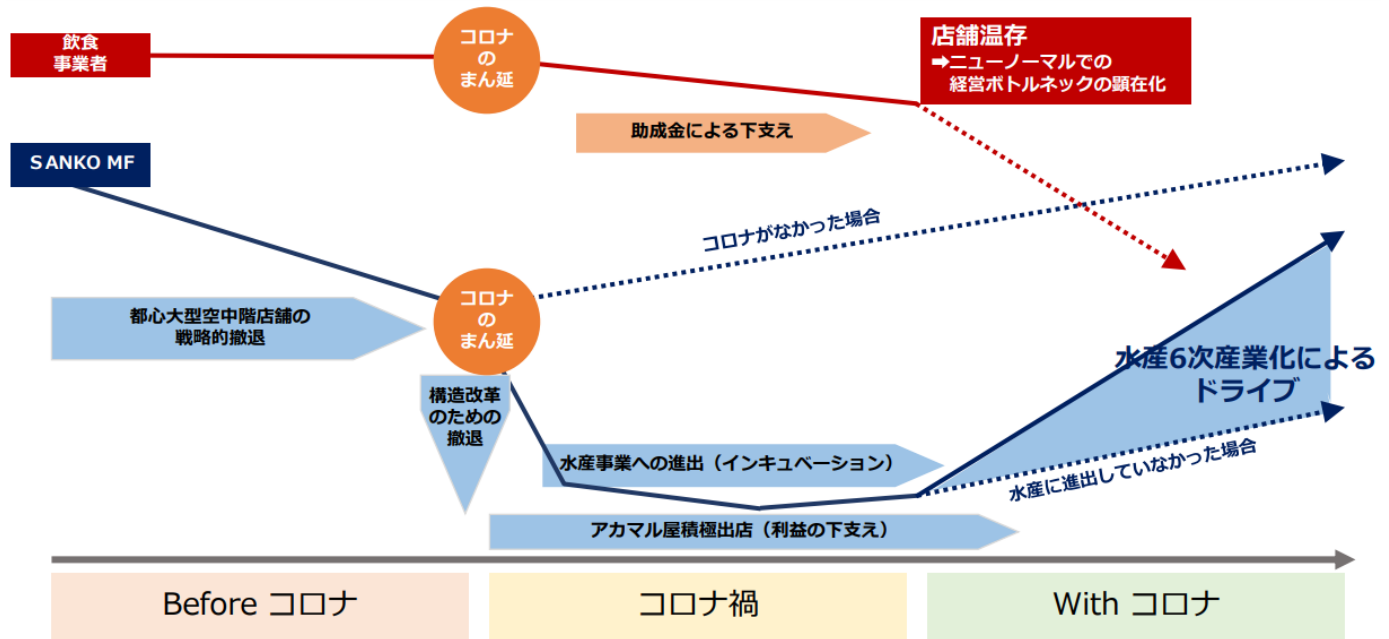 飲食
事業者
コロナ
の
まん延
店舗温存
➡ニューノーマルでの
経営ボトルネックの顕在化
助成金による下支え
SANKO MF
コロナがなかった場合
コロナ
の
まん延
都心大型空中階店舗の
戦略的撤退
構造改革
のための
撤退
水産6次産業化による
ドライブ
水産事業への進出（インキュベーション）
水産に進出していなかった場合
アカマル屋積極出店（利益の下支え）
Before コロナ
コロナ禍
With コロナ